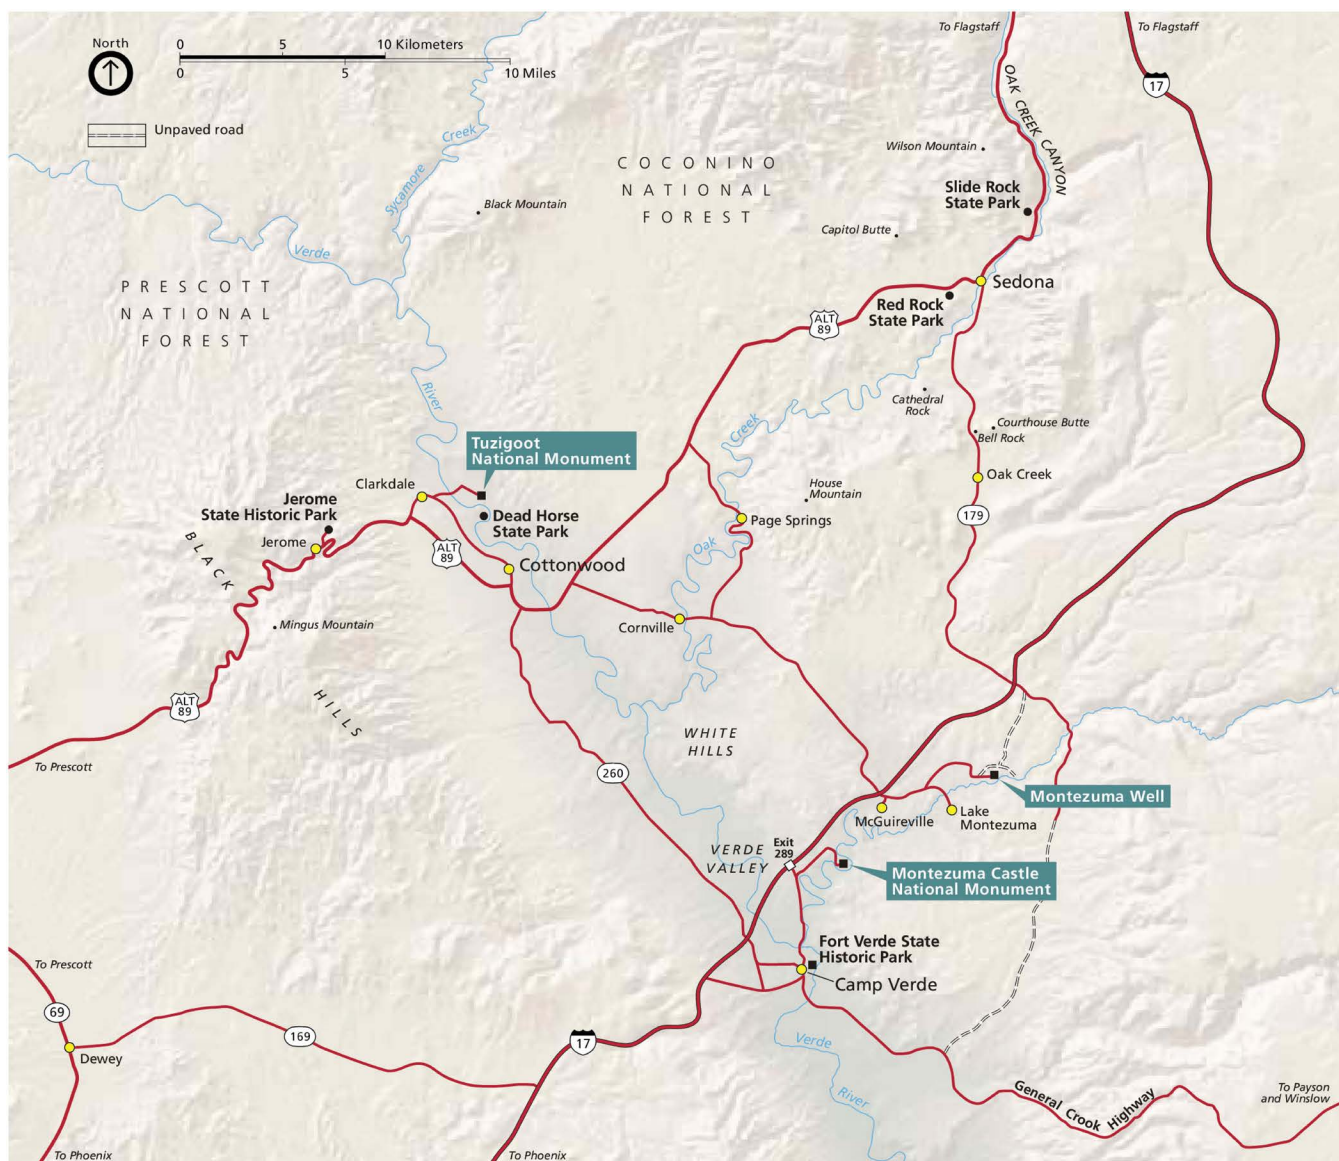 North
0 5 10 Kilometers
0 5 10 Miles
Unpaved road
To Flagstaff
To Flagstaff
17
OAK CREEK CANYON
Wilson Mountain
COCONINO
NATIONAL
FOREST
Sycamore Creek
Black Mountain
Slide Rock
State Park
Capitol Butte
Verde
River
PRESCOTT
NATIONAL
FOREST
Sedona
Red Rock
State Park
ALT
89
Cathedral
Rock
Courthouse Butte
Bell Rock
Oak Creek
Oak
Creek
Tuzigoot
National Monument
Clarkdale
House
Mountain
Page Springs
179
Jerome
State Historic Park
Jerome
Dead Horse
State Park
ALT
89
Cottonwood
BLACK
HILLS
Mingus Mountain
Cornville
ALT
89
To Prescott
WHITE
HILLS
260
Montezuma Well
McGuireville
Lake
Montezuma
VERDE
VALLEY
Exit
289
Montezuma Castle
National Monument
Fort Verde State
Historic Park
Camp Verde
To Prescott
69
Dewey
169
17
Verde
River
General Crook Highway
To Payson
and Winslow
To Phoenix
To Phoenix